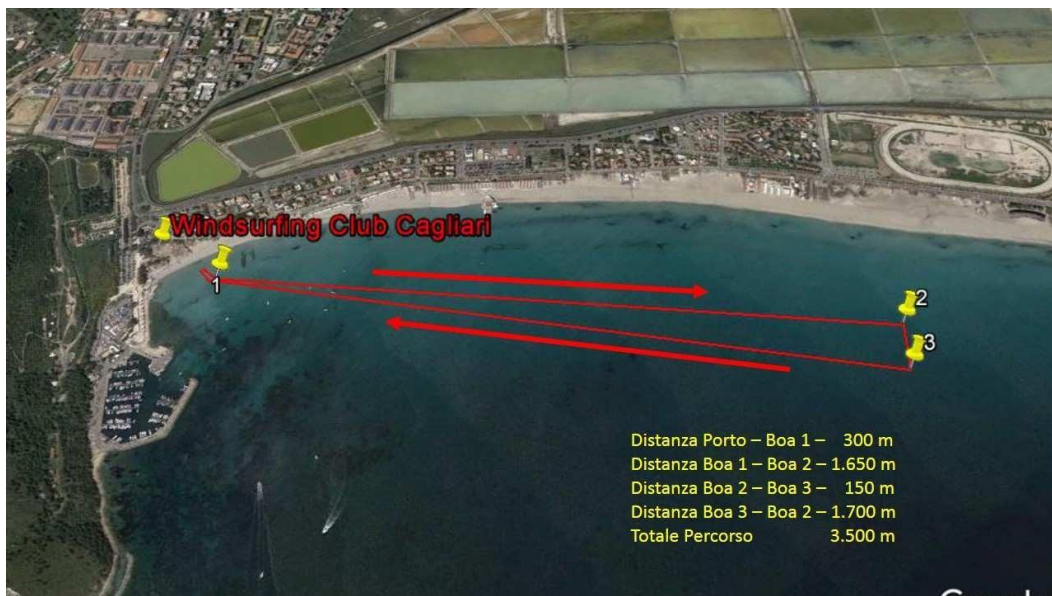 Windsurfing Club Cagliari
1
2
3
Distanza Porto – Boa 1 – 300 m
Distanza Boa 1 – Boa 2 – 1.650 m
Distanza Boa 2 – Boa 3 – 150 m
Distanza Boa 3 – Boa 2 – 1.700 m
Totale Percorso 3.500 m